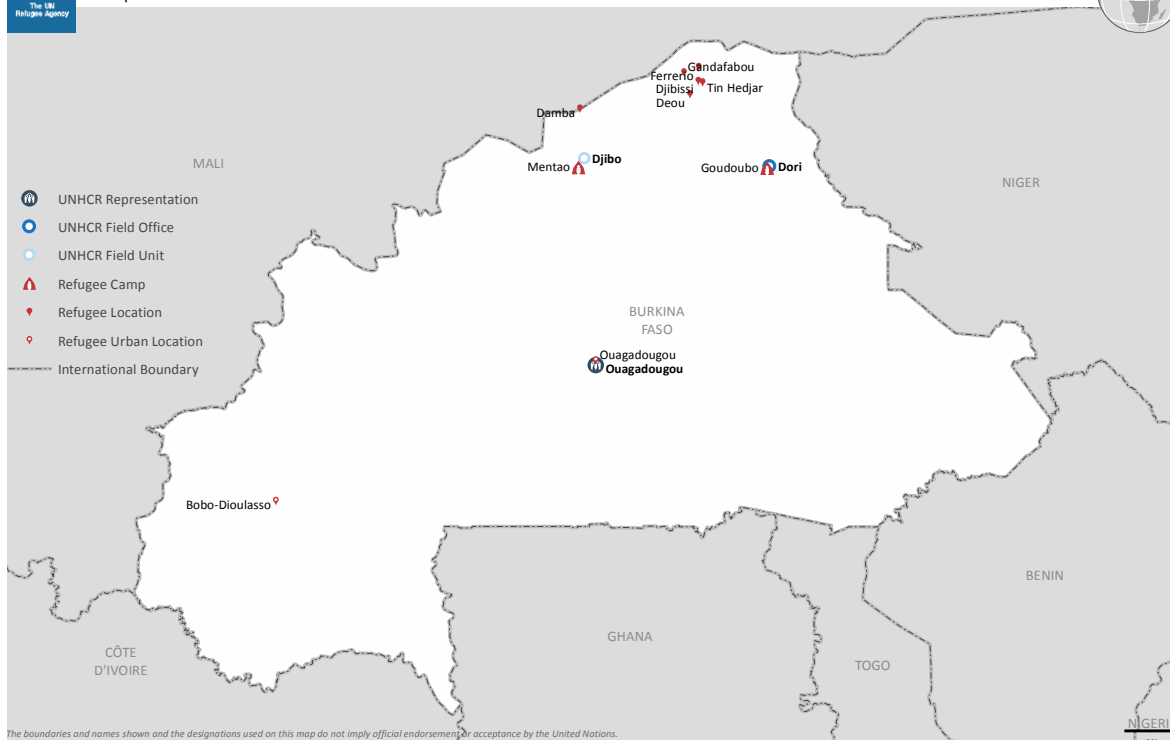 The UN
Refugee Agency
Gandafabou
Ferrerio
Djibissi
Tin Hedjar
Deou
Damba
MALI
Mentao
Djibo
Goudoubo
Dori
NIGER
UNHCR Representation
UNHCR Field Office
UNHCR Field Unit
Refugee Camp
Refugee Location
Refugee Urban Location
International Boundary
BURKINA
FASO
Ouagadougou
Ouagadougou
Bobo-Dioulasso
BENIN
GHANA
CÔTE
D'IVOIRE
TOGO
NIGERI
The boundaries and names shown and the designations used on this map do not imply official endorsement or acceptance by the United Nations.